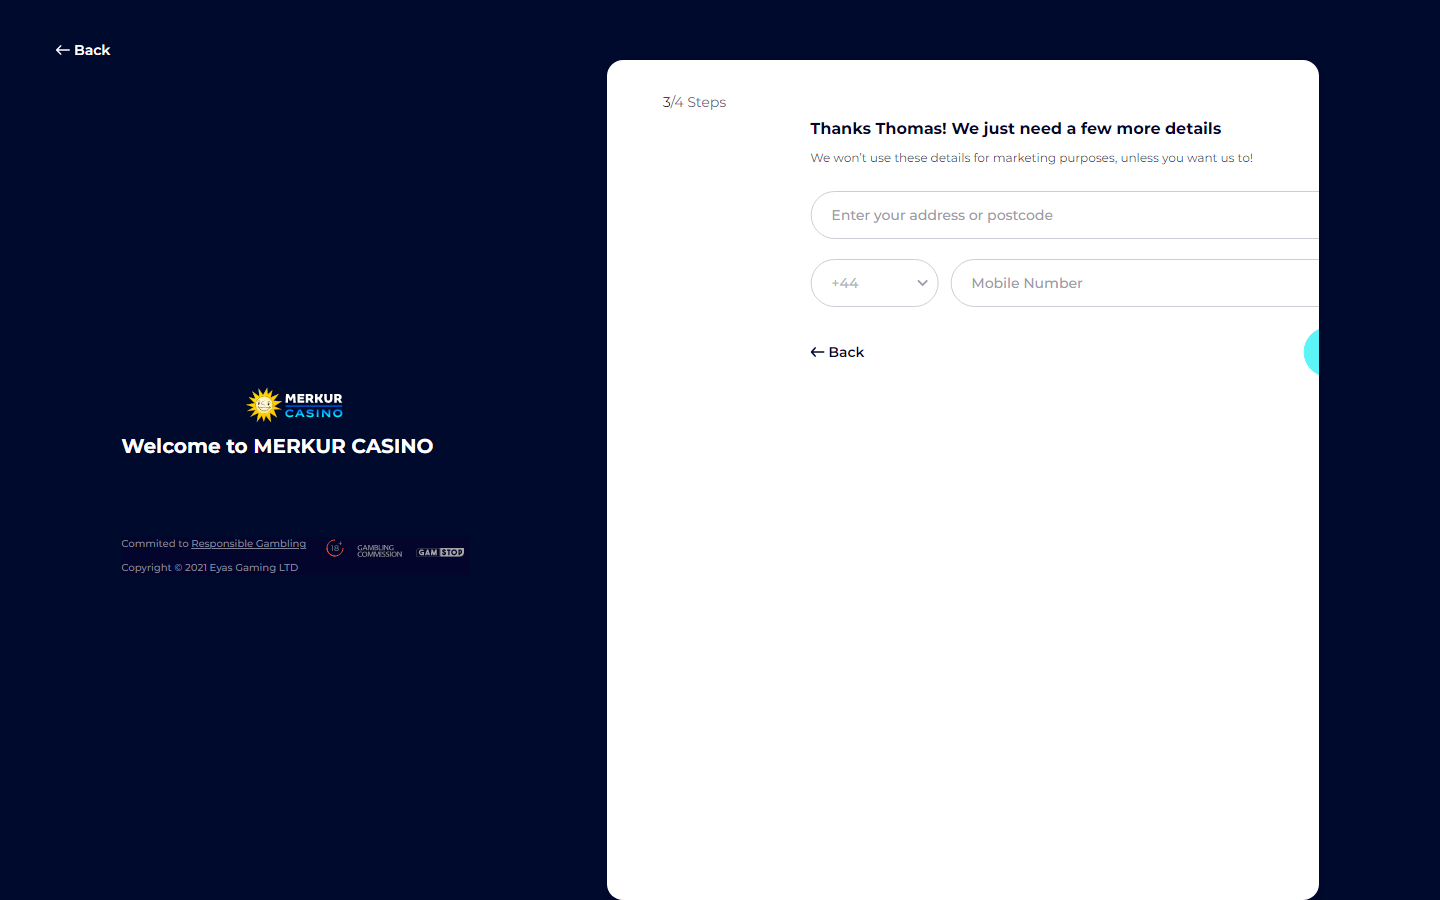 Back
3/4 Steps
Thanks Thomas! We just need a few more details
We won't use these details for marketing purposes, unless you want us to!
Enter your address or postcode
+44
Mobile Number
Back
MERKUR
CASINO
Welcome to MERKUR CASINO
Commited to Responsible Gambling
18+
GAMBLING
COMMISSION
GAMSTOP
Copyright © 2021 Eyas Gaming LTD